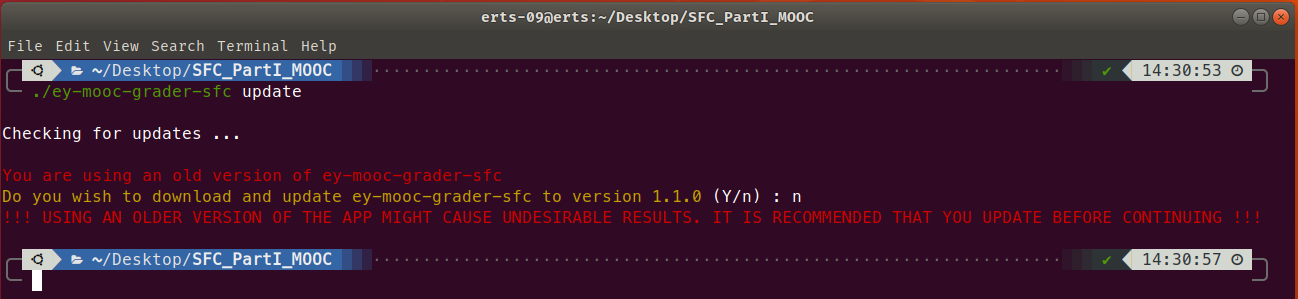 erts-09@erts:~/Desktop/SFC_PartI_MOOC
File Edit View Search Terminal Help
~/Desktop/SFC_PartI_MOOC ✔ 14:30:53
./ey-mooc-grader-sfc update
Checking for updates ...
You are using an old version of ey-mooc-grader-sfc
Do you wish to download and update ey-mooc-grader-sfc to version 1.1.0 (Y/n) : n
!!! USING AN OLDER VERSION OF THE APP MIGHT CAUSE UNDESIRABLE RESULTS. IT IS RECOMMENDED THAT YOU UPDATE BEFORE CONTINUING !!!
~/Desktop/SFC_PartI_MOOC ✔ 14:30:57